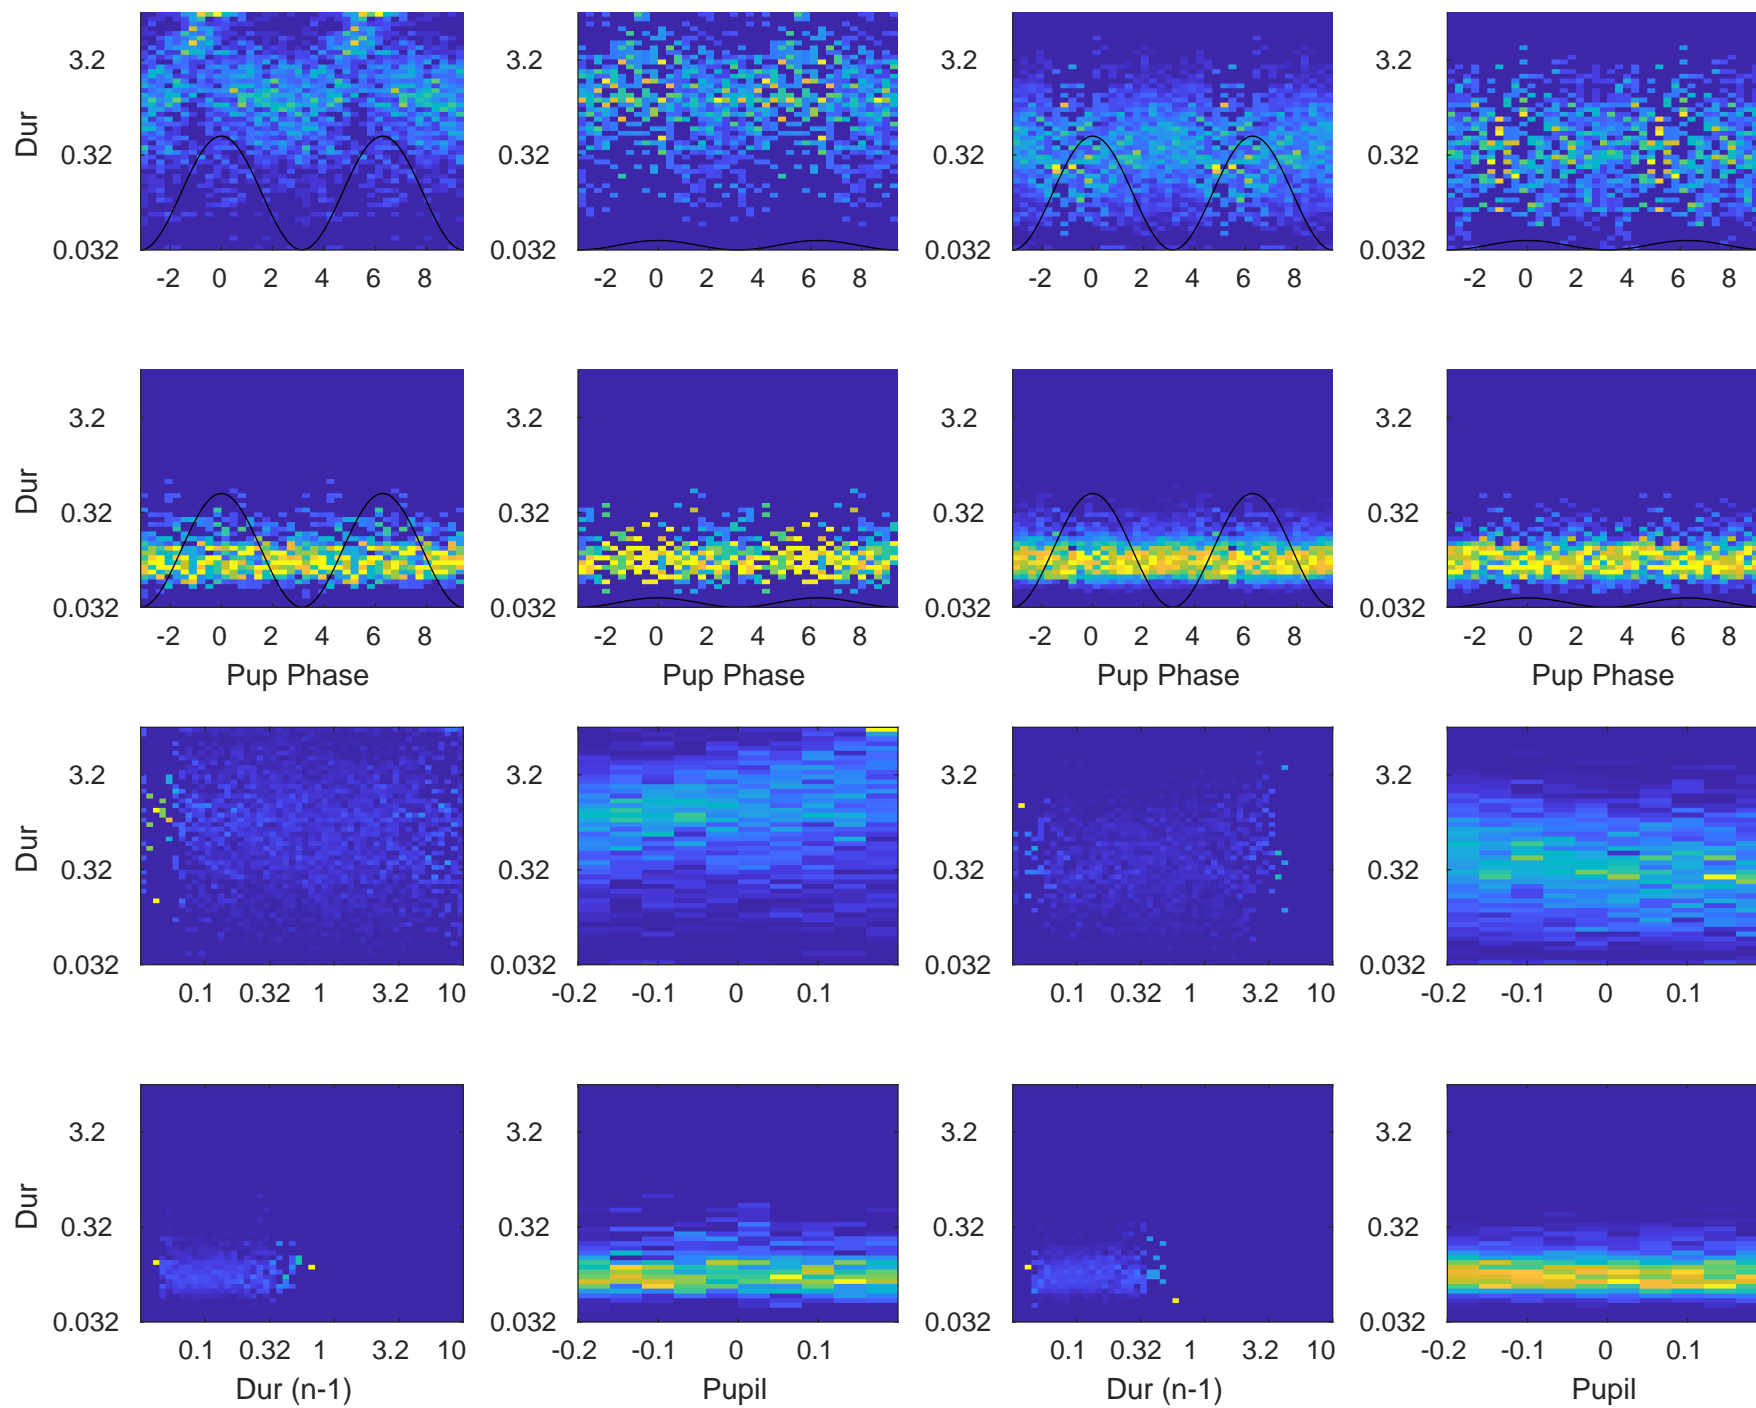 3.2 3.2 3.2 3.2
Dur
0.32 0.32 0.32 0.32
0.032 0.032 0.032 0.032
-2 0 2 4 6 8 -2 0 2 4 6 8 -2 0 2 4 6 8 -2 0 2 4 6 8
3.2 3.2 3.2 3.2
Dur
0.32 0.32 0.32 0.32
0.032 0.032 0.032 0.032
-2 0 2 4 6 8 -2 0 2 4 6 8 -2 0 2 4 6 8 -2 0 2 4 6 8
Pup Phase Pup Phase Pup Phase Pup Phase
3.2 3.2 3.2 3.2
Dur
0.32 0.32 0.32 0.32
0.032 0.032 0.032 0.032
0.1 0.32 1 3.2 10 -0.2 -0.1 0 0.1 0.1 0.32 1 3.2 10 -0.2 -0.1 0 0.1
3.2 3.2 3.2 3.2
Dur
0.32 0.32 0.32 0.32
0.032 0.032 0.032 0.032
0.1 0.32 1 3.2 10 -0.2 -0.1 0 0.1 0.1 0.32 1 3.2 10 -0.2 -0.1 0 0.1
Dur (n-1) Pupil Dur (n-1) Pupil